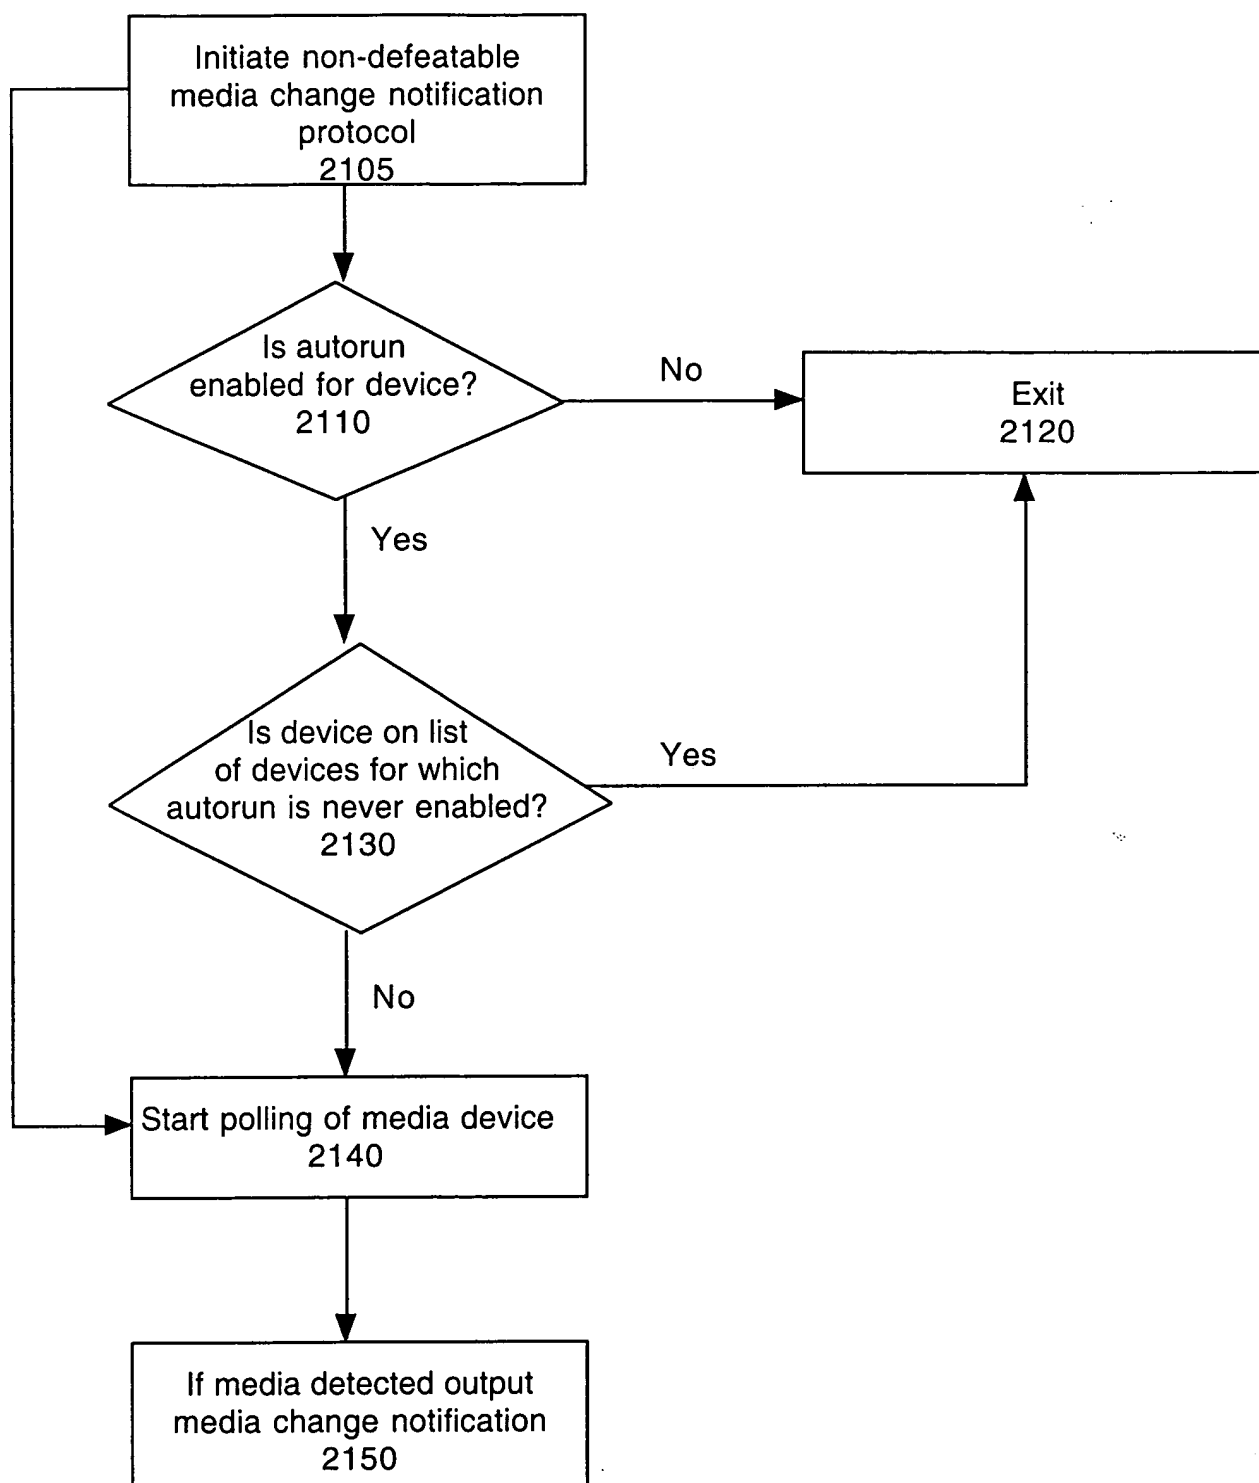 Initiate non-defeatable
media change notification
protocol
2105
Is autorun
enabled for device?
2110
No
Exit
2120
Yes
Is device on list
of devices for which
autorun is never enabled?
2130
Yes
No
Start polling of media device
2140
If media detected output
media change notification
2150